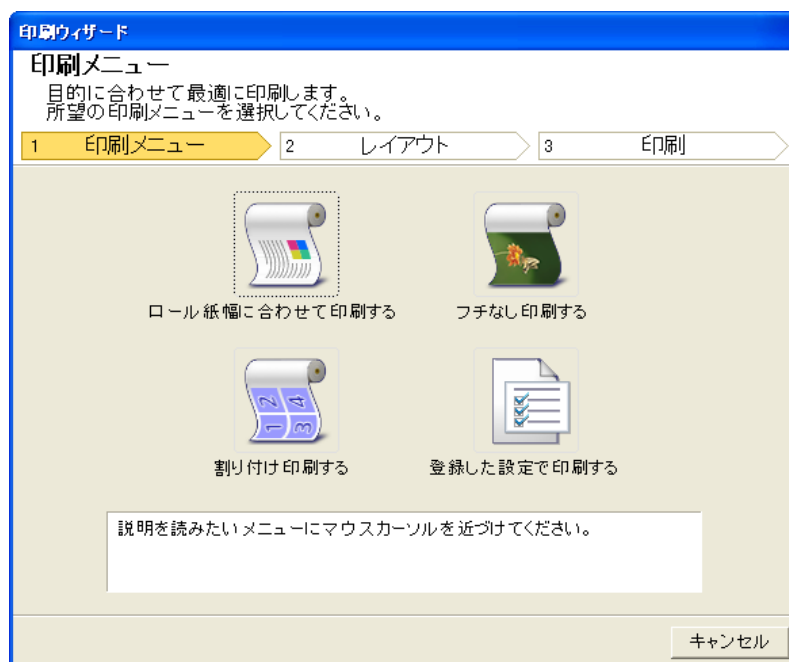 印刷ウィザード
印刷メニュー
目的に合わせて最適に印刷します。
所望の印刷メニューを選択してください。
1 印刷メニュー 2 レイアウト 3 印刷
ロール紙幅に合わせて印刷する フチなし印刷する
1 2 3 4
割り付け印刷する 登録した設定で印刷する
説明を読みたいメニューにマウスカーソルを近づけてください。
キャンセル